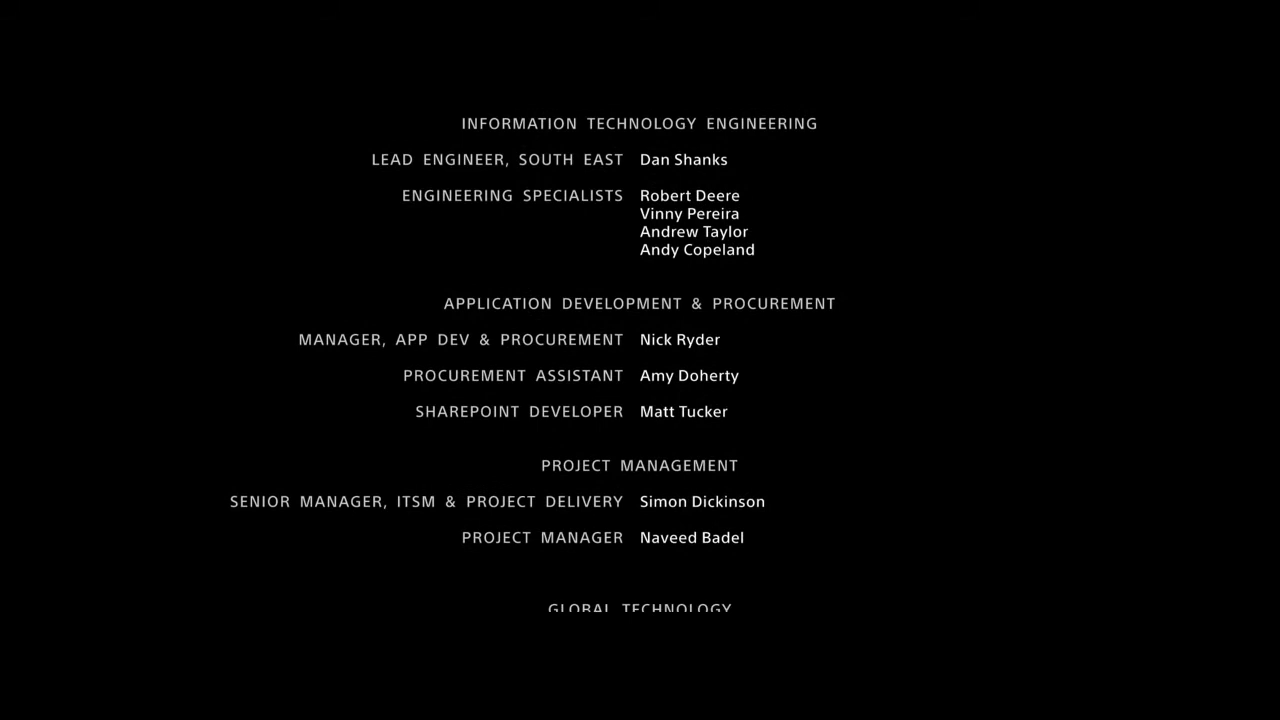 INFORMATION TECHNOLOGY ENGINEERING
LEAD ENGINEER, SOUTH EAST Dan Shanks
ENGINEERING SPECIALISTS Robert Deere
Vinny Pereira
Andrew Taylor
Andy Copeland
APPLICATION DEVELOPMENT & PROCUREMENT
MANAGER, APP DEV & PROCUREMENT Nick Ryder
PROCUREMENT ASSISTANT Amy Doherty
SHAREPOINT DEVELOPER Matt Tucker
PROJECT MANAGEMENT
SENIOR MANAGER, ITSM & PROJECT DELIVERY Simon Dickinson
PROJECT MANAGER Naveed Badel
GLOBAL TECHNOLOGY